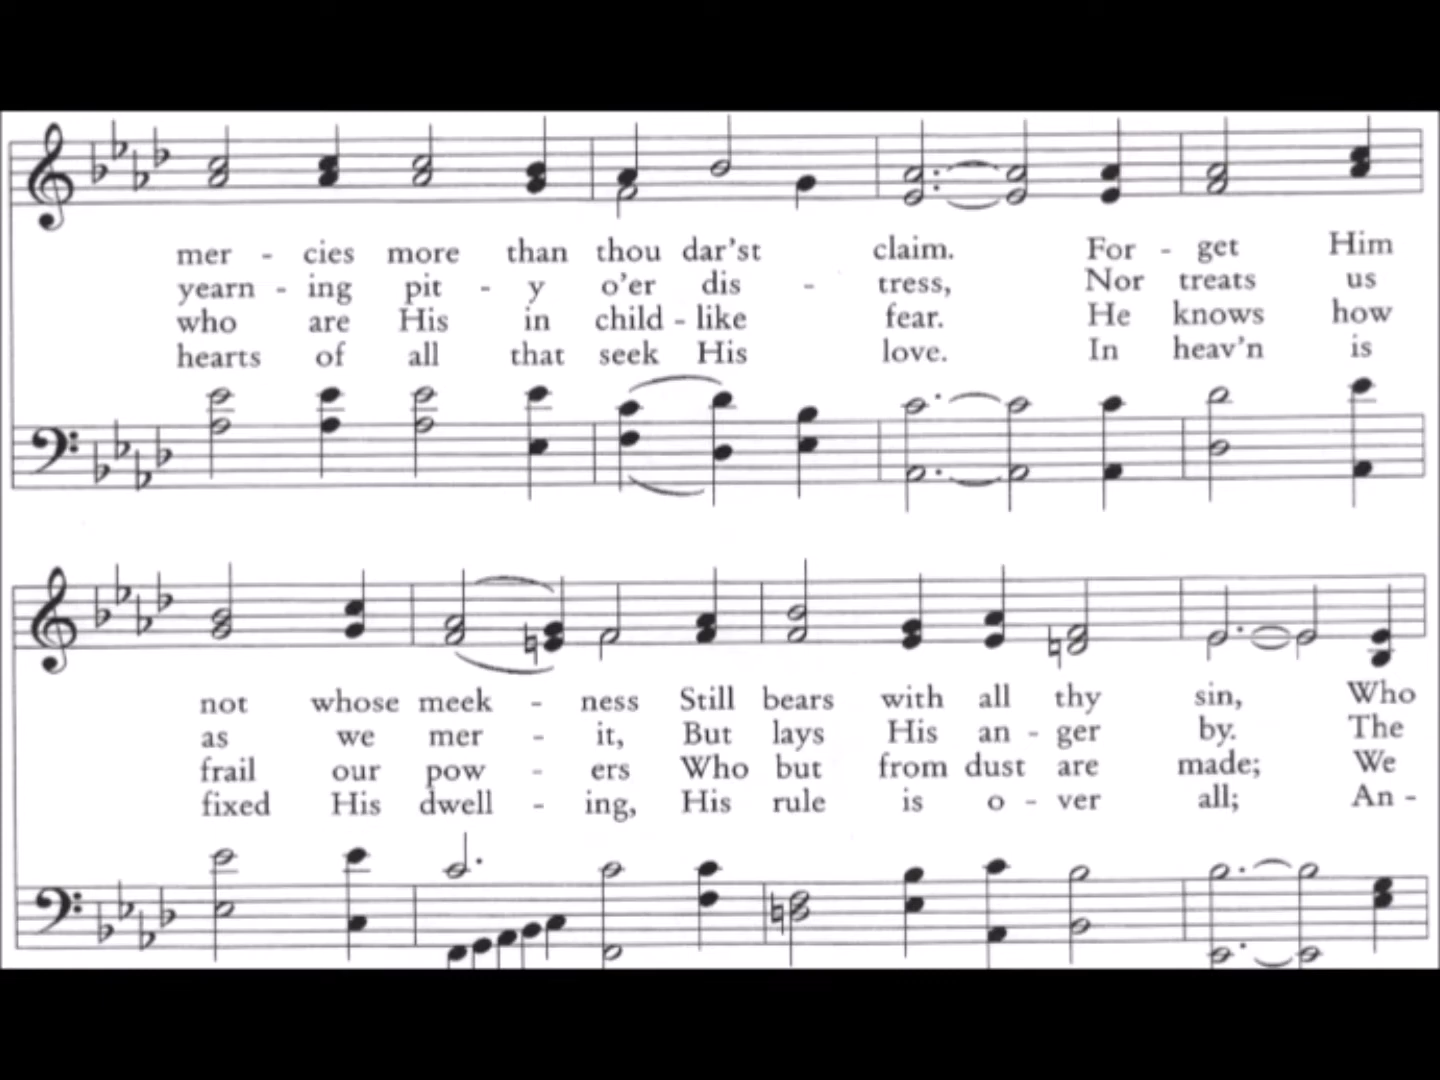 mer - cies more than thou dar'st claim. For - get Him
yearn - ing pit - y o'er dis - tress, Nor treats us
who are His in child - like fear. He knows how
hearts of all that seek His love. In heav'n is
not whose meek - ness Still bears with all thy sin, Who
as we mer - it, But lays His an - ger by. The
frail our pow - ers Who but from dust are made; We
fixed His dwell - ing, His rule is o - ver all; An -